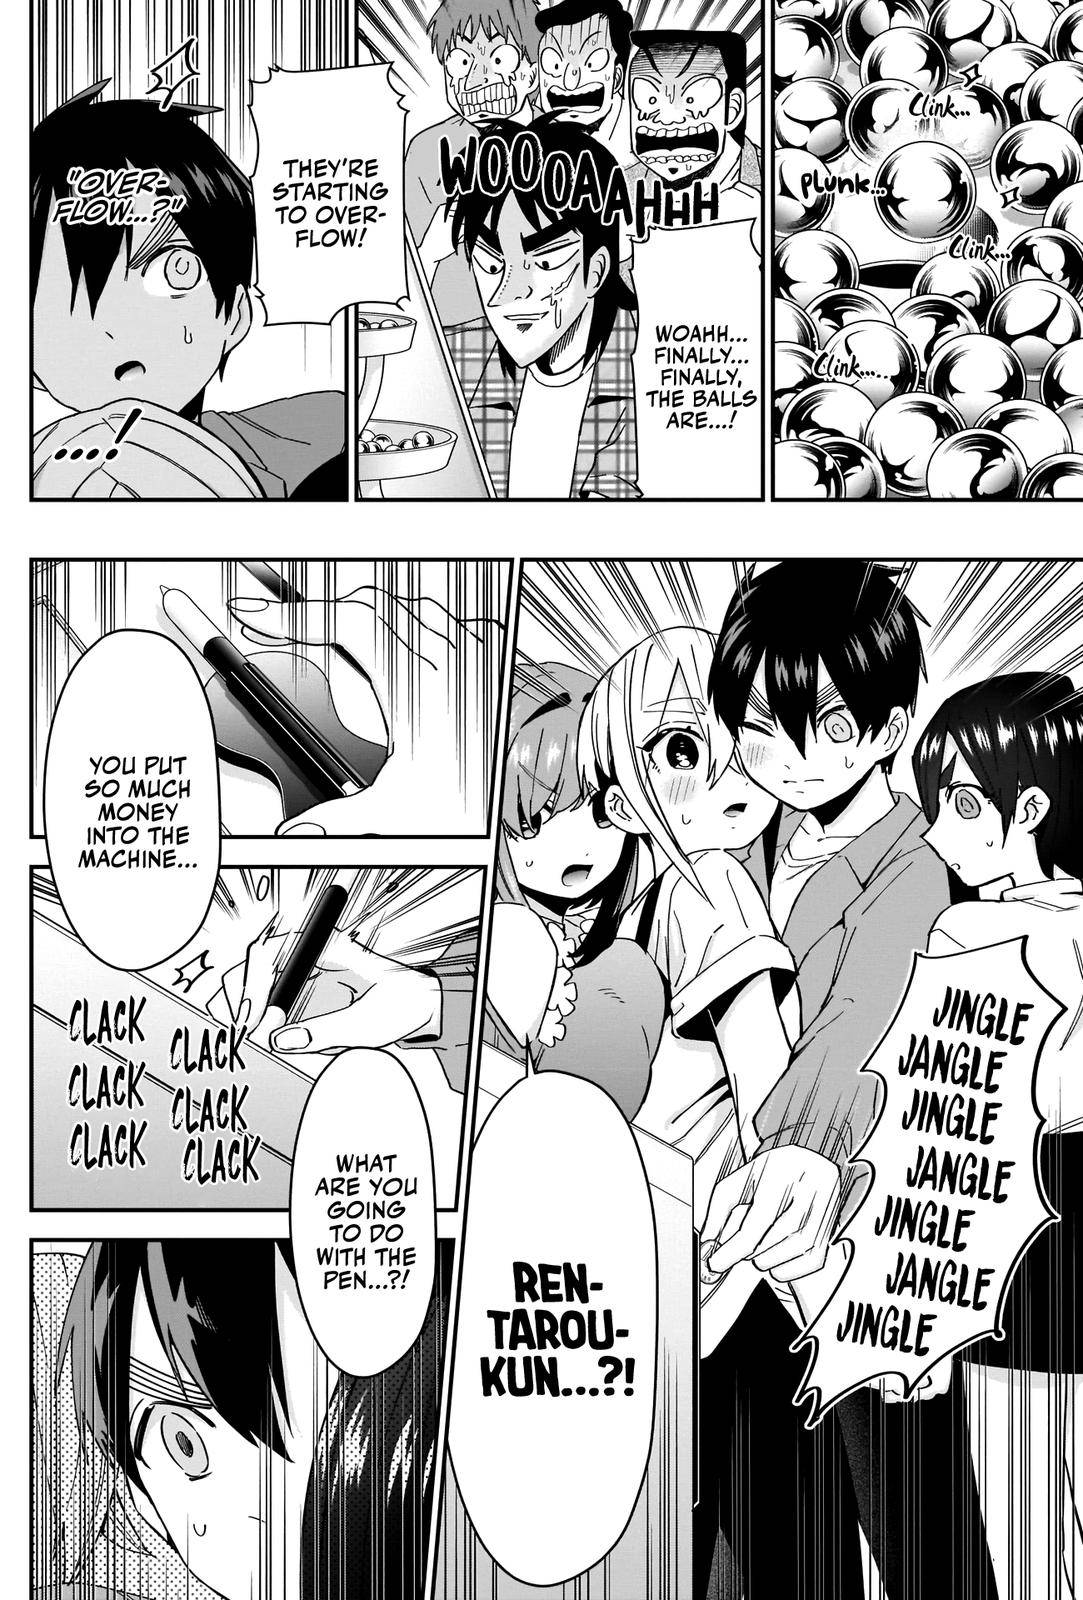 Clink...
plunk...
Clink...
Clink......
WOOOAAAHHH
WOAHH...
FINALLY...
FINALLY,
THE BALLS
ARE...!
THEY'RE
STARTING
TO OVER-
FLOW!
"OVER-
FLOW...?"
....!
JINGLE
JANGLE
JINGLE
JANGLE
JINGLE
JANGLE
JINGLE
REN-
TAROU-
KUN...?!
YOU PUT
SO MUCH
MONEY
INTO THE
MACHINE...
CLACK
CLACK
CLACK
CLACK
CLACK
CLACK
WHAT
ARE YOU
GOING
TO DO
WITH THE
PEN...?!